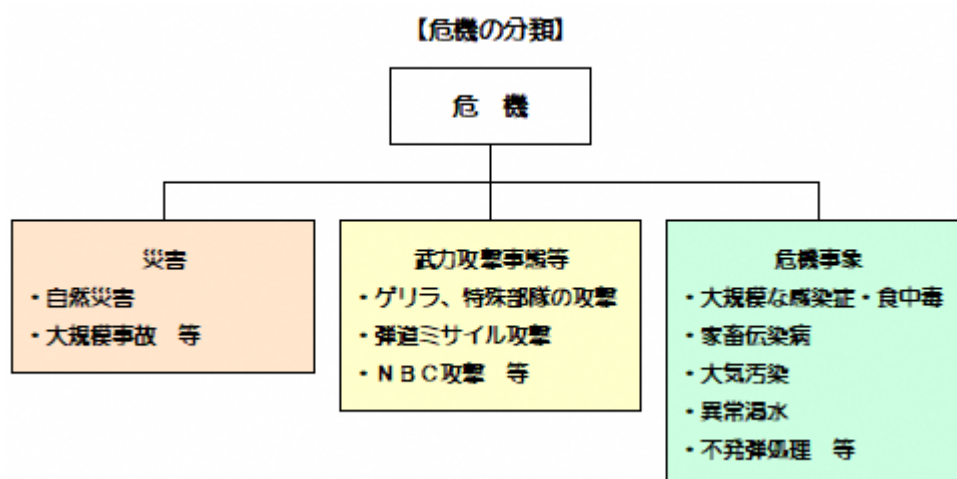 【危機の分類】
危　機
災害
・自然災害
・大規模事故　等
武力攻撃事態等
・ゲリラ、特殊部隊の攻撃
・弾道ミサイル攻撃
・ＮＢＣ攻撃　等
危機事象
・大規模な感染症・食中毒
・家畜伝染病
・大気汚染
・異常渇水
・不発弾処理　等